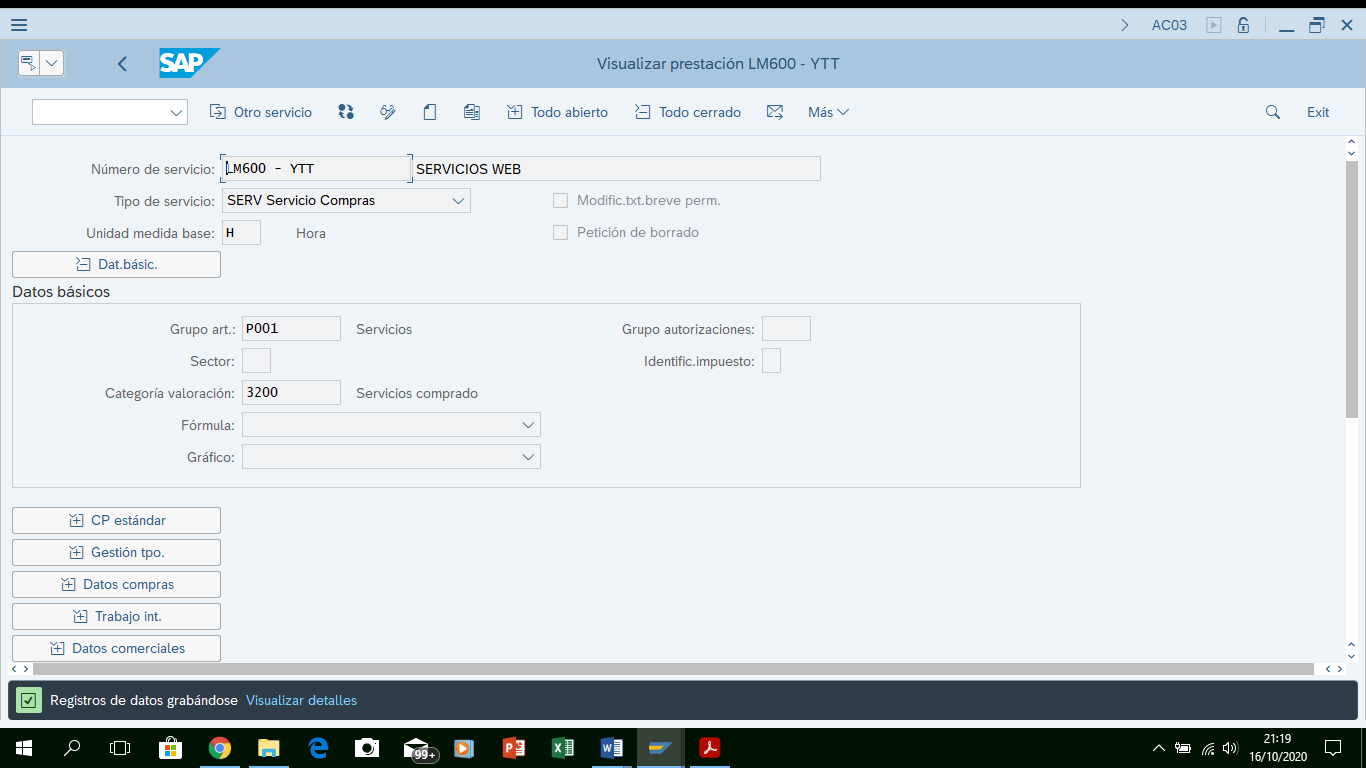 AC03
SAP
Visualizar prestación LM600 - YTT
Otro servicio
Todo abierto
Todo cerrado
Más
Exit
Número de servicio: LM600 - YTT SERVICIOS WEB
Tipo de servicio: SERV Servicio Compras
Modific.txt.breve perm.
Unidad medida base: H Hora
Petición de borrado
Dat.básic.
Datos básicos
Grupo art.: P001 Servicios
Grupo autorizaciones:
Sector:
Identific.impuesto:
Categoría valoración: 3200 Servicios comprado
Fórmula:
Gráfico:
CP estándar
Gestión tpo.
Datos compras
Trabajo int.
Datos comerciales
Registros de datos grabándose Visualizar detalles
99+
21:19
16/10/2020